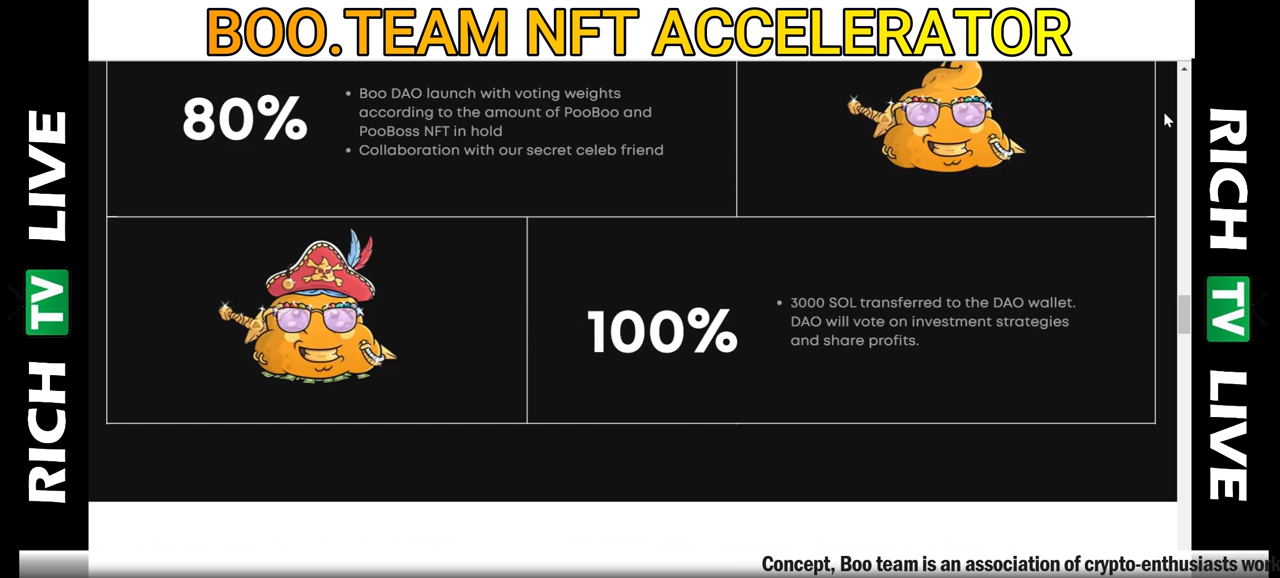 BOO.TEAM NFT ACCELERATOR
RICH TV LIVE
80%
• Boo DAO launch with voting weights
according to the amount of PooBoo and
PooBoss NFT in hold
• Collaboration with our secret celeb friend
100%
• 3000 SOL transferred to the DAO wallet.
DAO will vote on investment strategies
and share profits.
RICH TV LIVE
Concept, Boo team is an association of crypto-enthusiasts